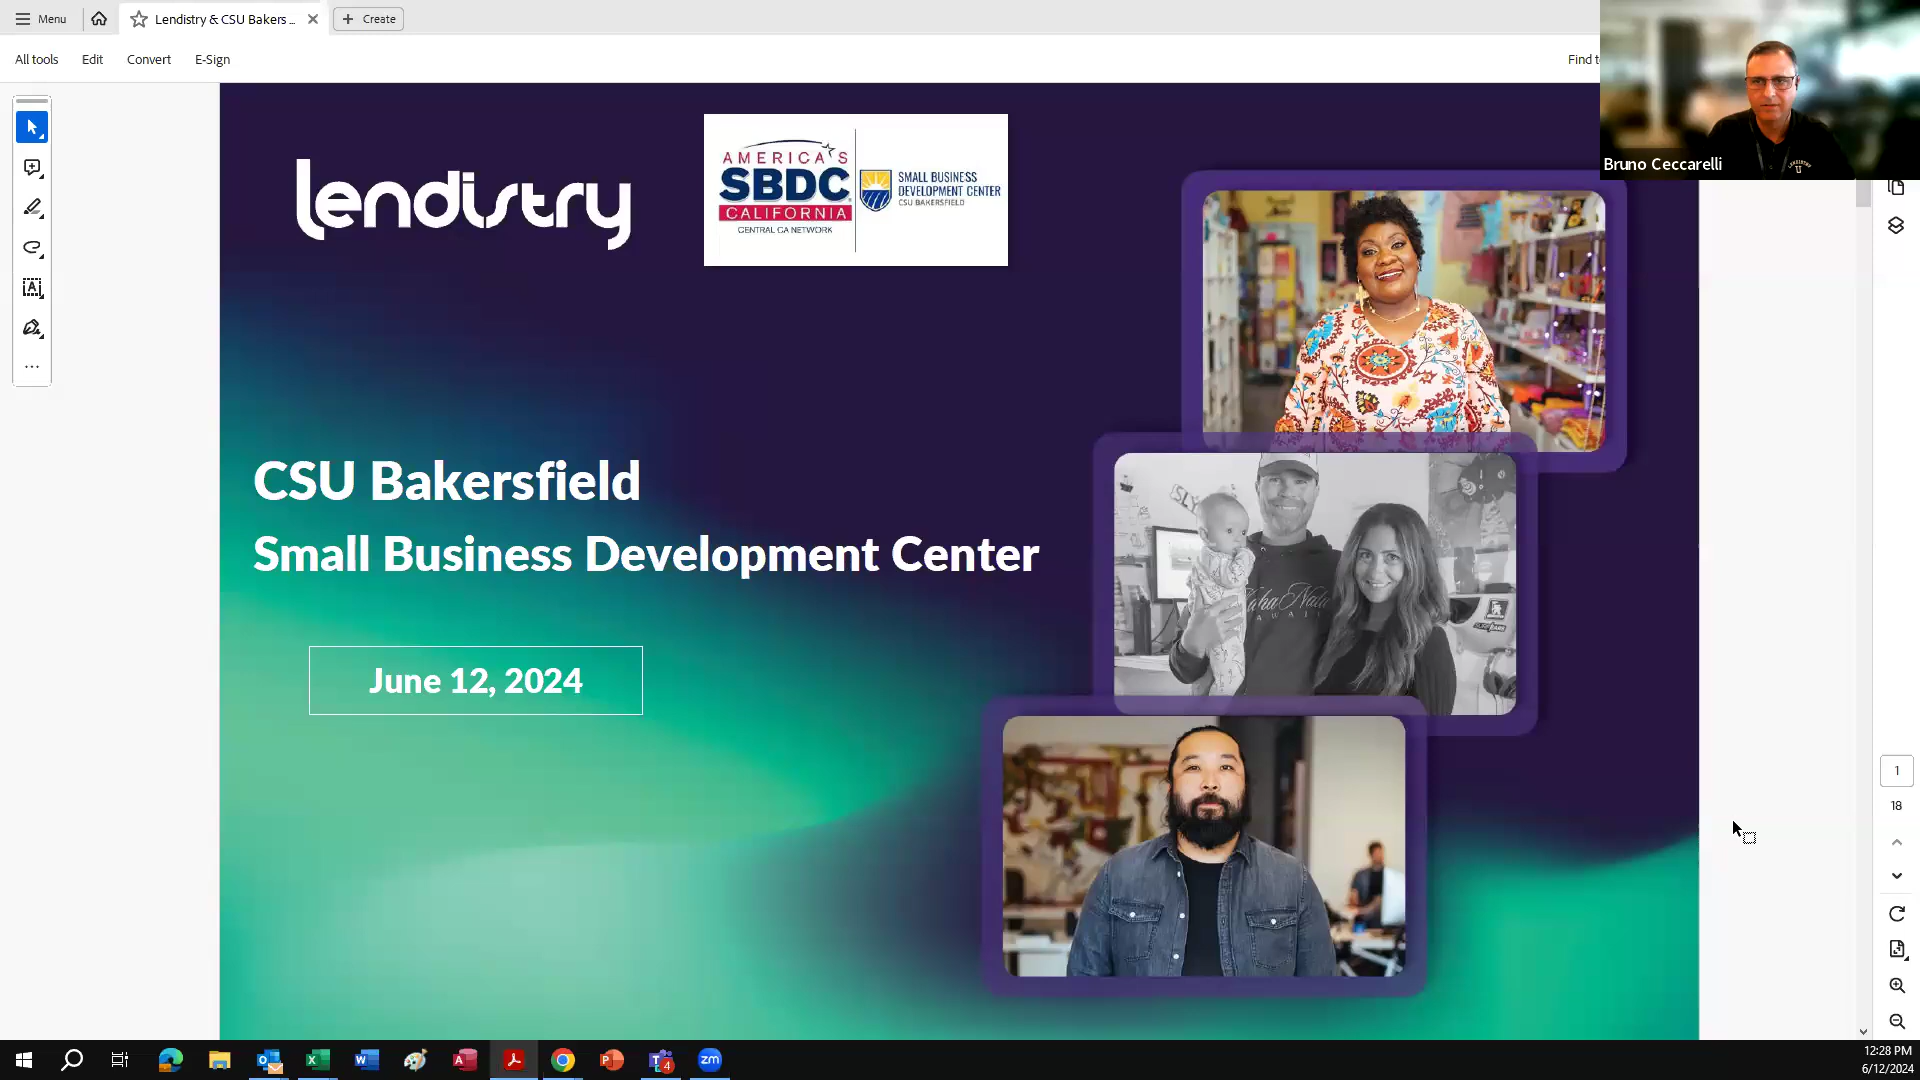 Menu
Lendistry & CSU Bakers ...
Create
All tools
Edit
Convert
E-Sign
Find t
Bruno Ceccarelli
lendistry
AMERICA'S
SBDC
CALIFORNIA
CENTRAL CA NETWORK
SMALL BUSINESS
DEVELOPMENT CENTER
CSU BAKERSFIELD
CSU Bakersfield
Small Business Development Center
June 12, 2024
1
18
12:28 PM
6/12/2024